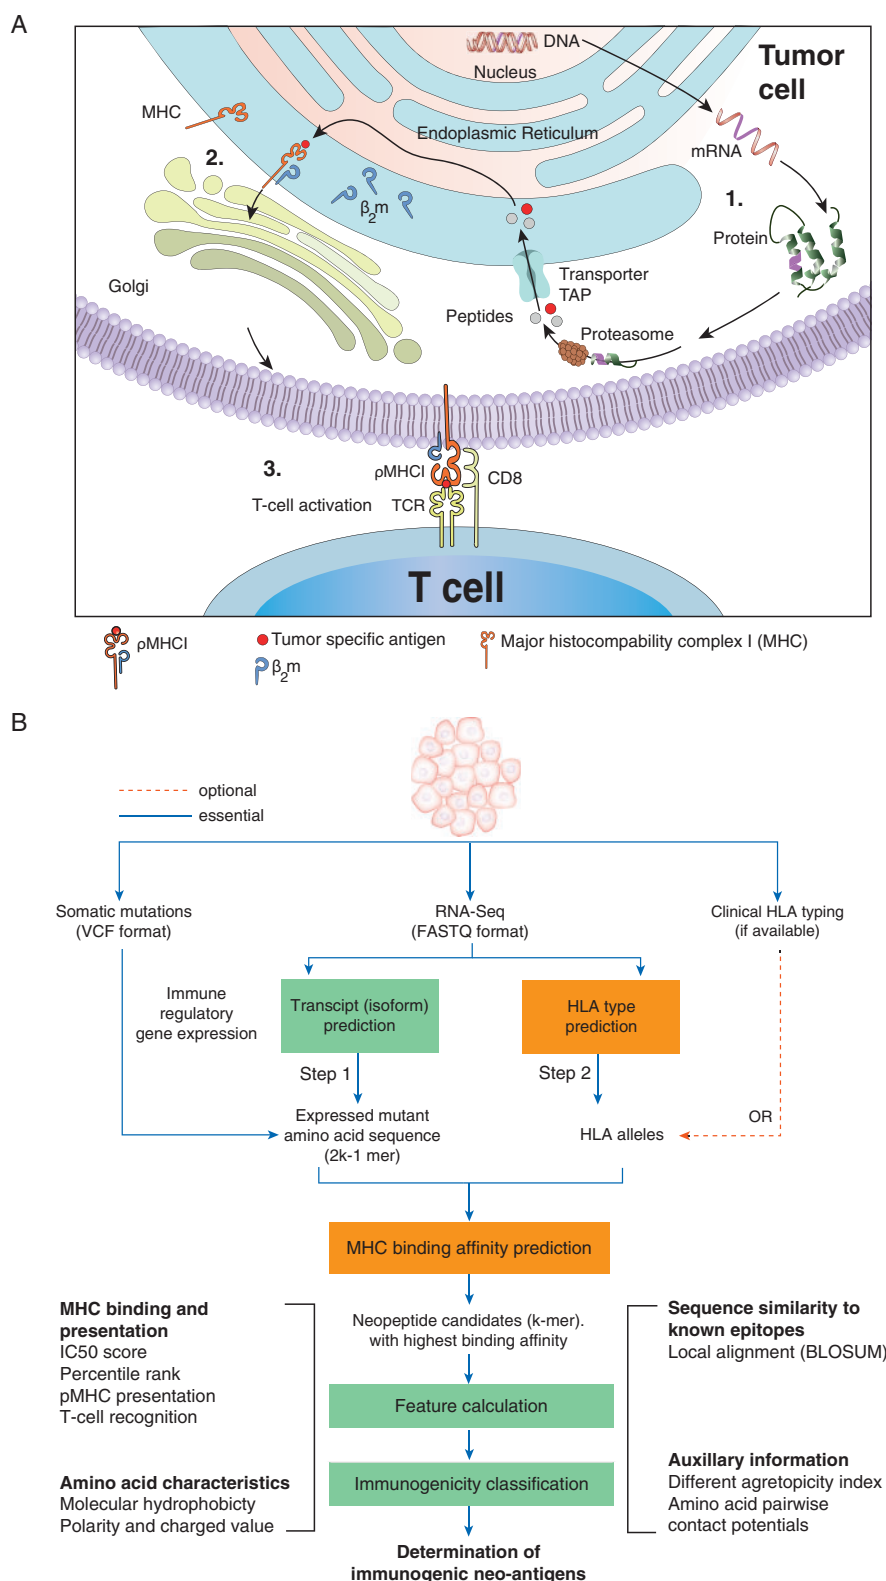 A
DNA
Nucleus
Tumor
cell
MHC
Endoplasmic Reticulum
mRNA
2.
1.
β2m
Protein
Golgi
Transporter
TAP
Peptides
Proteasome
3.
ρMHCI
CD8
T-cell activation
TCR
T cell
ρMHCI
Tumor specific antigen
β2m
Major histocompability complex I (MHC)
B
optional
essential
Somatic mutations
(VCF format)
RNA-Seq
(FASTQ format)
Clinical HLA typing
(if available)
Immune
regulatory
gene expression
Transcipt (isoform)
prediction
HLA type
prediction
Step 1
Step 2
Expressed mutant
amino acid sequence
(2k-1 mer)
HLA alleles
OR
MHC binding affinity prediction
MHC binding and
presentation
IC50 score
Percentile rank
pMHC presentation
T-cell recognition
Neopeptide candidates (k-mer).
with highest binding affinity
Sequence similarity to
known epitopes
Local alignment (BLOSUM)
Feature calculation
Amino acid characteristics
Molecular hydrophobicty
Polarity and charged value
Immunogenicity classification
Auxillary information
Different agretopicity index
Amino acid pairwise
contact potentials
Determination of
immunogenic neo-antigens